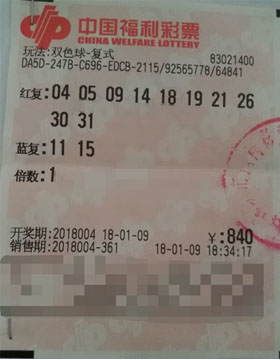 中国福利彩票
CHINA WELFARE LOTTERY
玩法:双色球-复式 83021400
DA5D-247B-C696-EDCB-2115/92565778/64841
红复:04 05 09 14 18 19 21 26
30 31
蓝复:11 15
倍数:1
开奖期:2018004 18-01-09 ¥:840
销售期:2018004-361 18-01-09 18:34:17